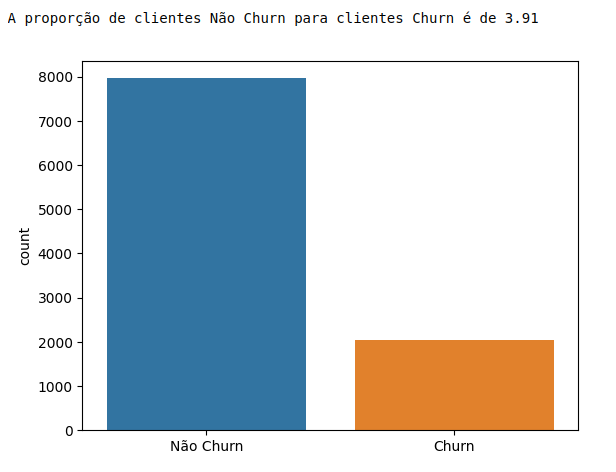 A proporção de clientes Não Churn para clientes Churn é de 3.91
8000
7000
6000
5000
4000
3000
2000
1000
0
count
Não Churn
Churn